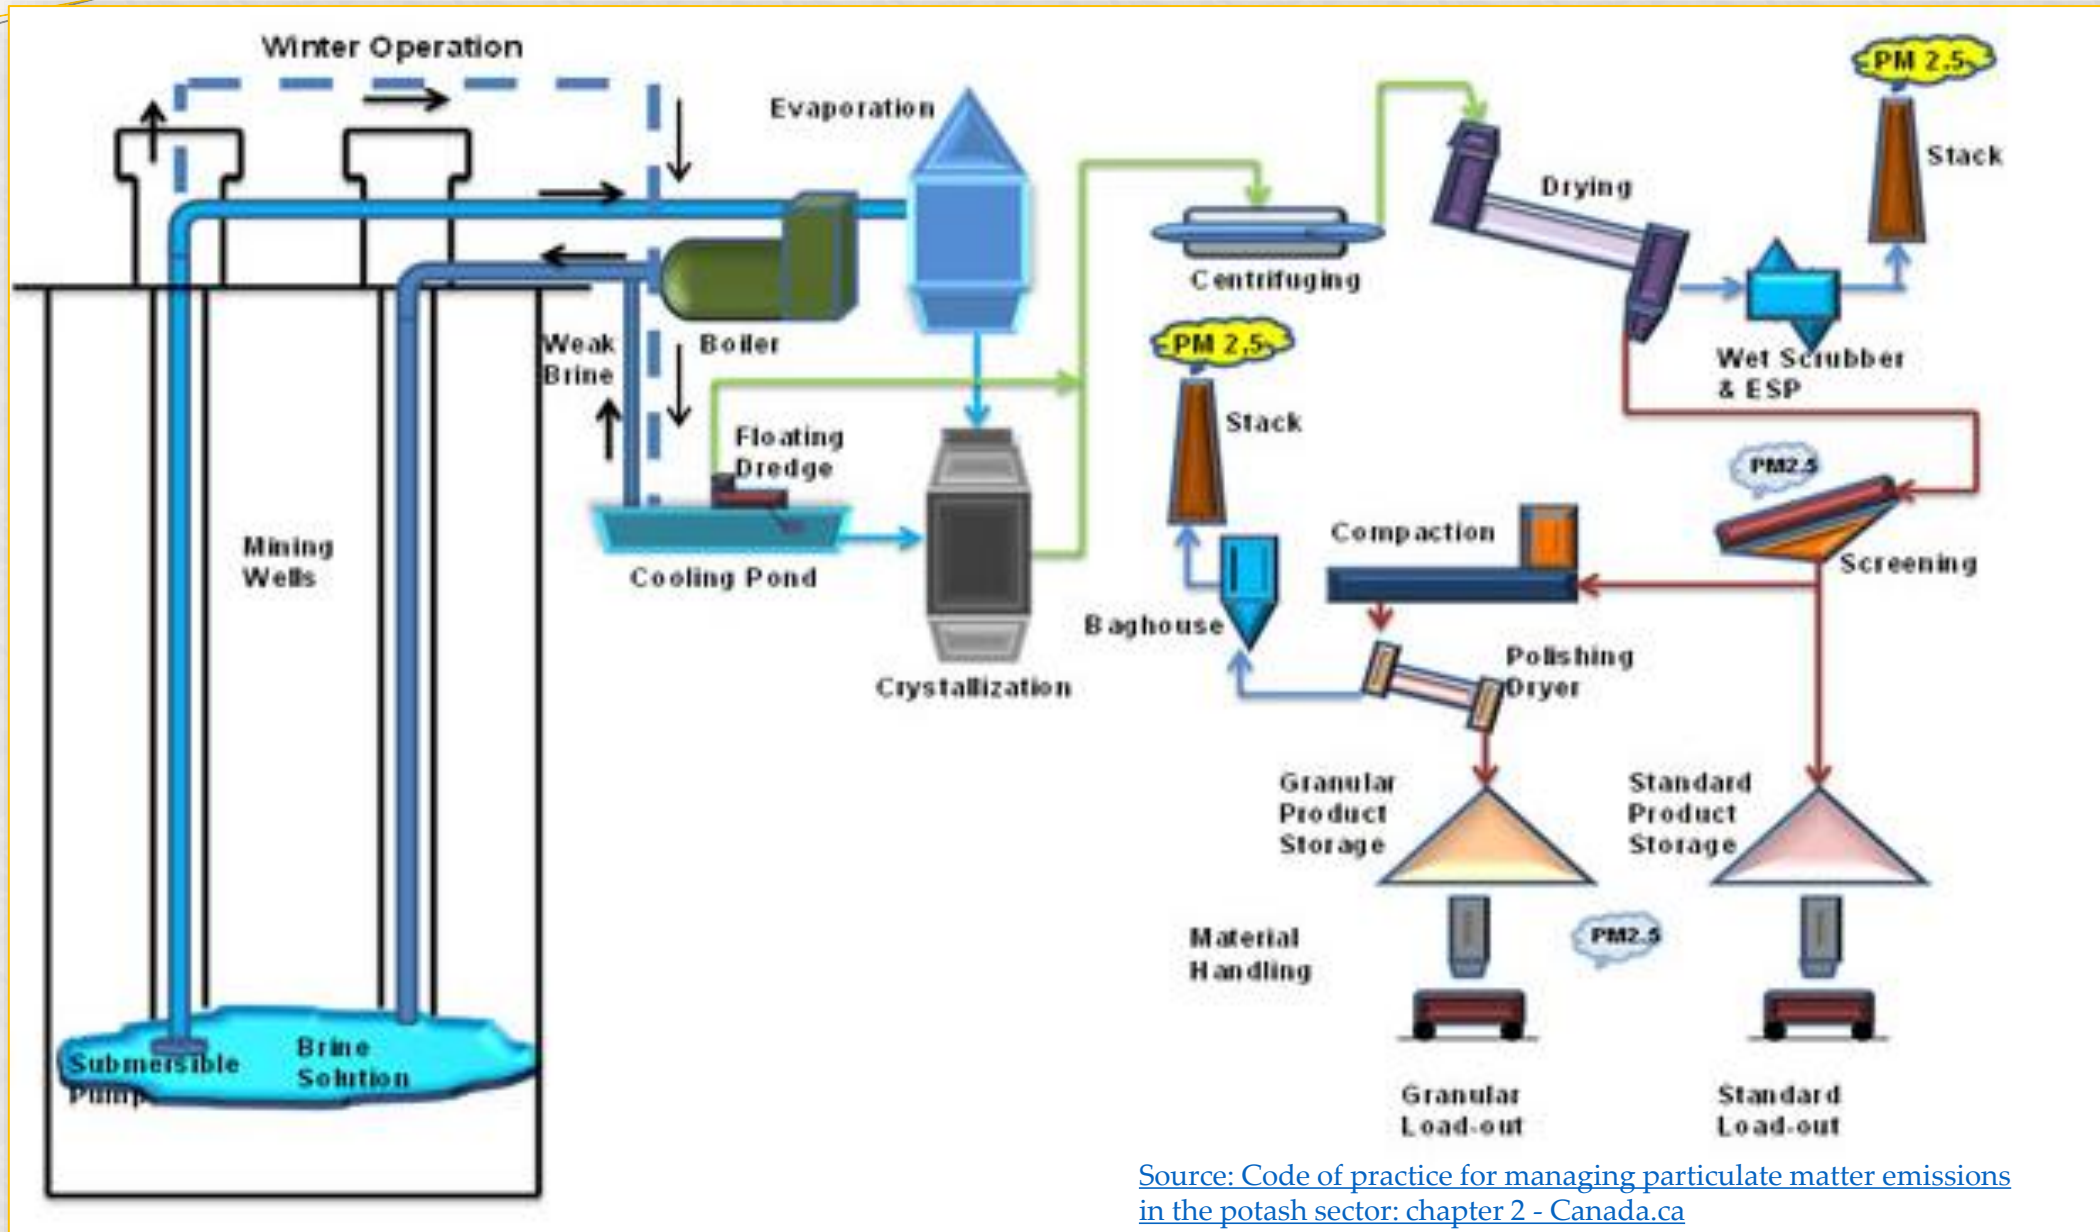 Winter Operation
Evaporation
PM 2.5
Stack
Drying
Centrifuging
Weak
Brine
Boiler
PM 2.5
Wet Scrubber
& ESP
Stack
Floating
Dredge
PM2.5
Compaction
Screening
Mining
Wells
Cooling Pond
Baghouse
Crystallization
Polishing
Dryer
Granular
Product
Storage
Standard
Product
Storage
Material
Handling
PM2.5
Submersible
Pump
Brine
Solution
Granular
Load-out
Standard
Load-out
Source: Code of practice for managing particulate matter emissions
in the potash sector: chapter 2 - Canada.ca